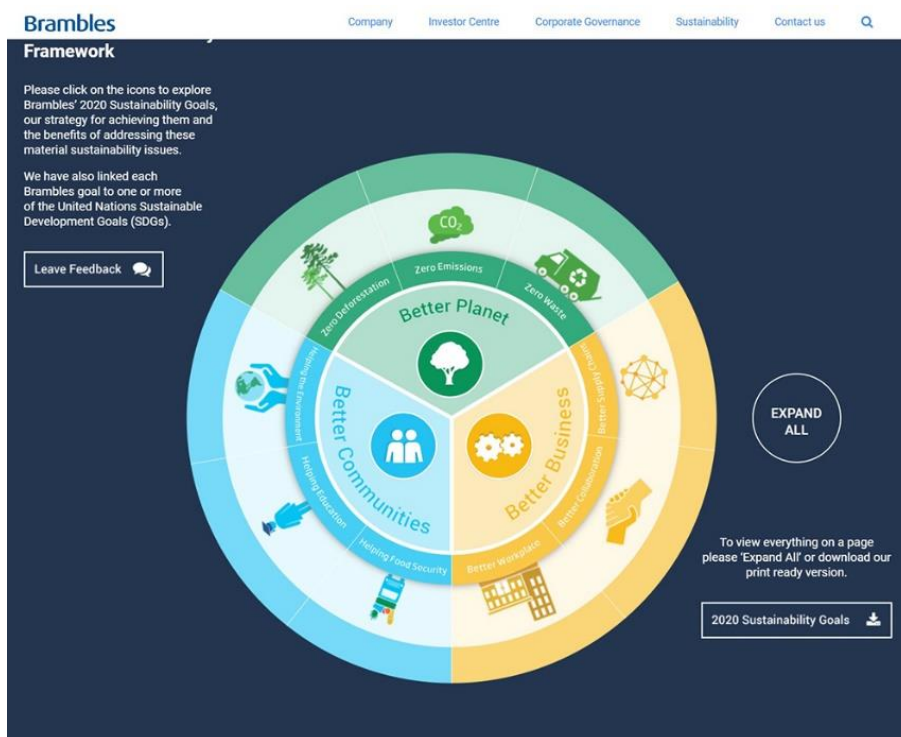 Brambles
Company
Investor Centre
Corporate Governance
Sustainability
Contact us
Framework
Please click on the icons to explore
Brambles' 2020 Sustainability Goals,
our strategy for achieving them and
the benefits of addressing these
material sustainability issues.
We have also linked each
Brambles goal to one or more
of the United Nations Sustainable
Development Goals (SDGs).
Leave Feedback
CO2
Zero Deforestation
Zero Emissions
Zero Waste
Better Planet
Helping the Environment
Helping Education
Helping Food Security
Better Communities
Better Supply Chain
Better Collaboration
Better Workplace
Better Business
EXPAND
ALL
To view everything on a page
please 'Expand All' or download our
print ready version.
2020 Sustainability Goals